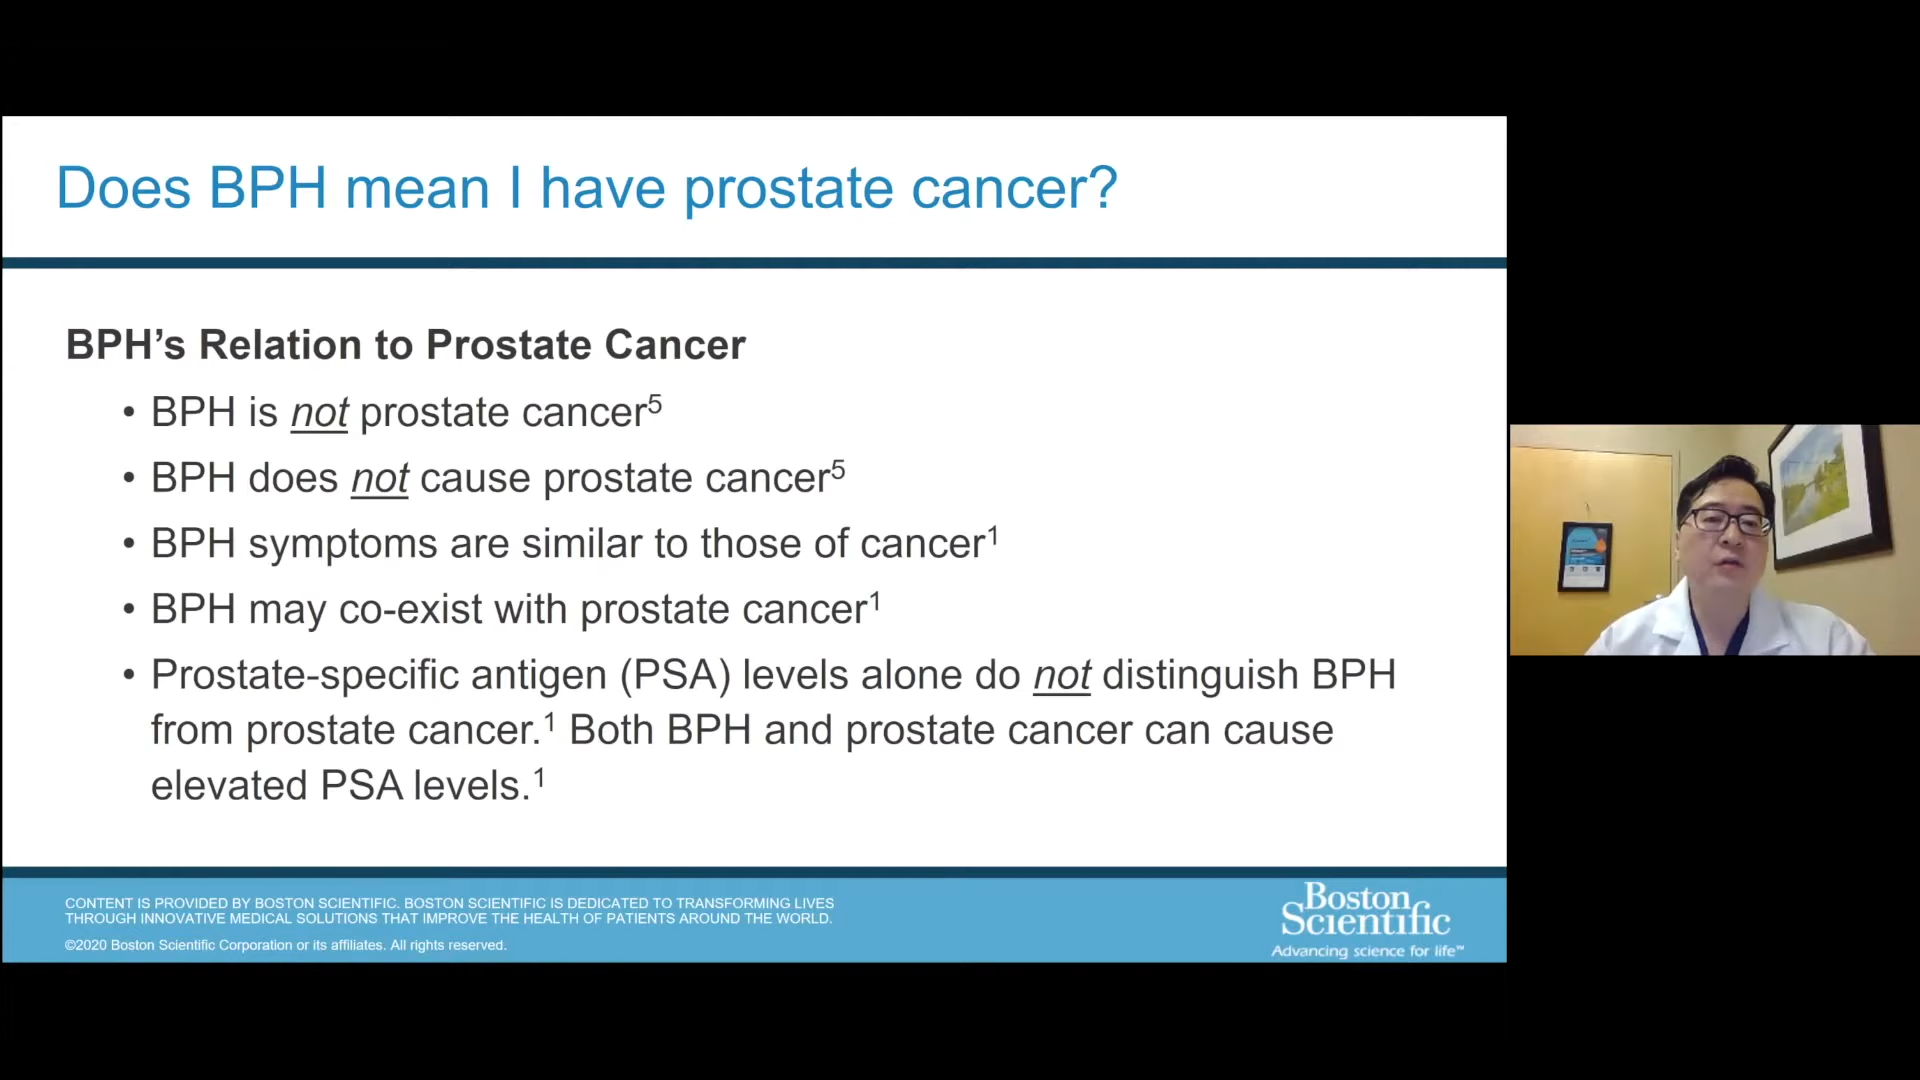 Does BPH mean I have prostate cancer?
BPH’s Relation to Prostate Cancer
• BPH is not prostate cancer⁵
• BPH does not cause prostate cancer⁵
• BPH symptoms are similar to those of cancer¹
• BPH may co-exist with prostate cancer¹
• Prostate-specific antigen (PSA) levels alone do not distinguish BPH
from prostate cancer.¹ Both BPH and prostate cancer can cause
elevated PSA levels.¹
CONTENT IS PROVIDED BY BOSTON SCIENTIFIC. BOSTON SCIENTIFIC IS DEDICATED TO TRANSFORMING LIVES
THROUGH INNOVATIVE MEDICAL SOLUTIONS THAT IMPROVE THE HEALTH OF PATIENTS AROUND THE WORLD.
©2020 Boston Scientific Corporation or its affiliates. All rights reserved.
Boston
Scientific
Advancing science for life™